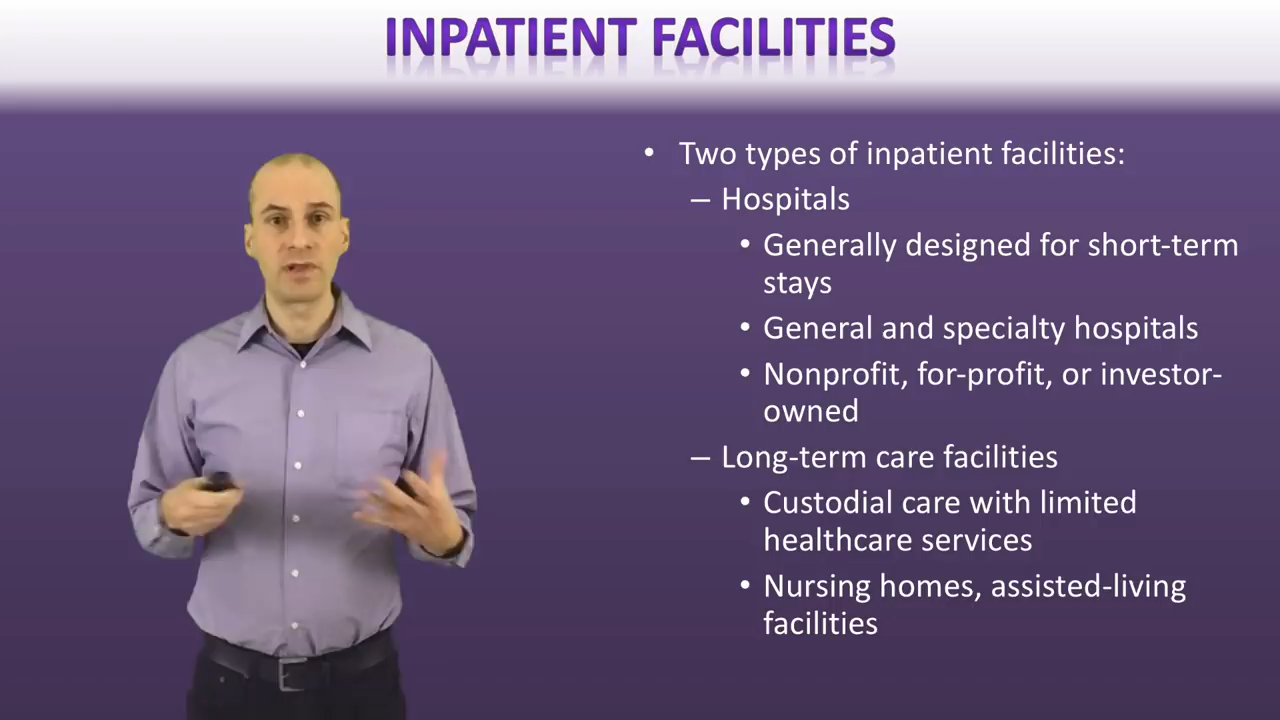 INPATIENT FACILITIES
• Two types of inpatient facilities:
– Hospitals
• Generally designed for short-term
stays
• General and specialty hospitals
• Nonprofit, for-profit, or investor-
owned
– Long-term care facilities
• Custodial care with limited
healthcare services
• Nursing homes, assisted-living
facilities